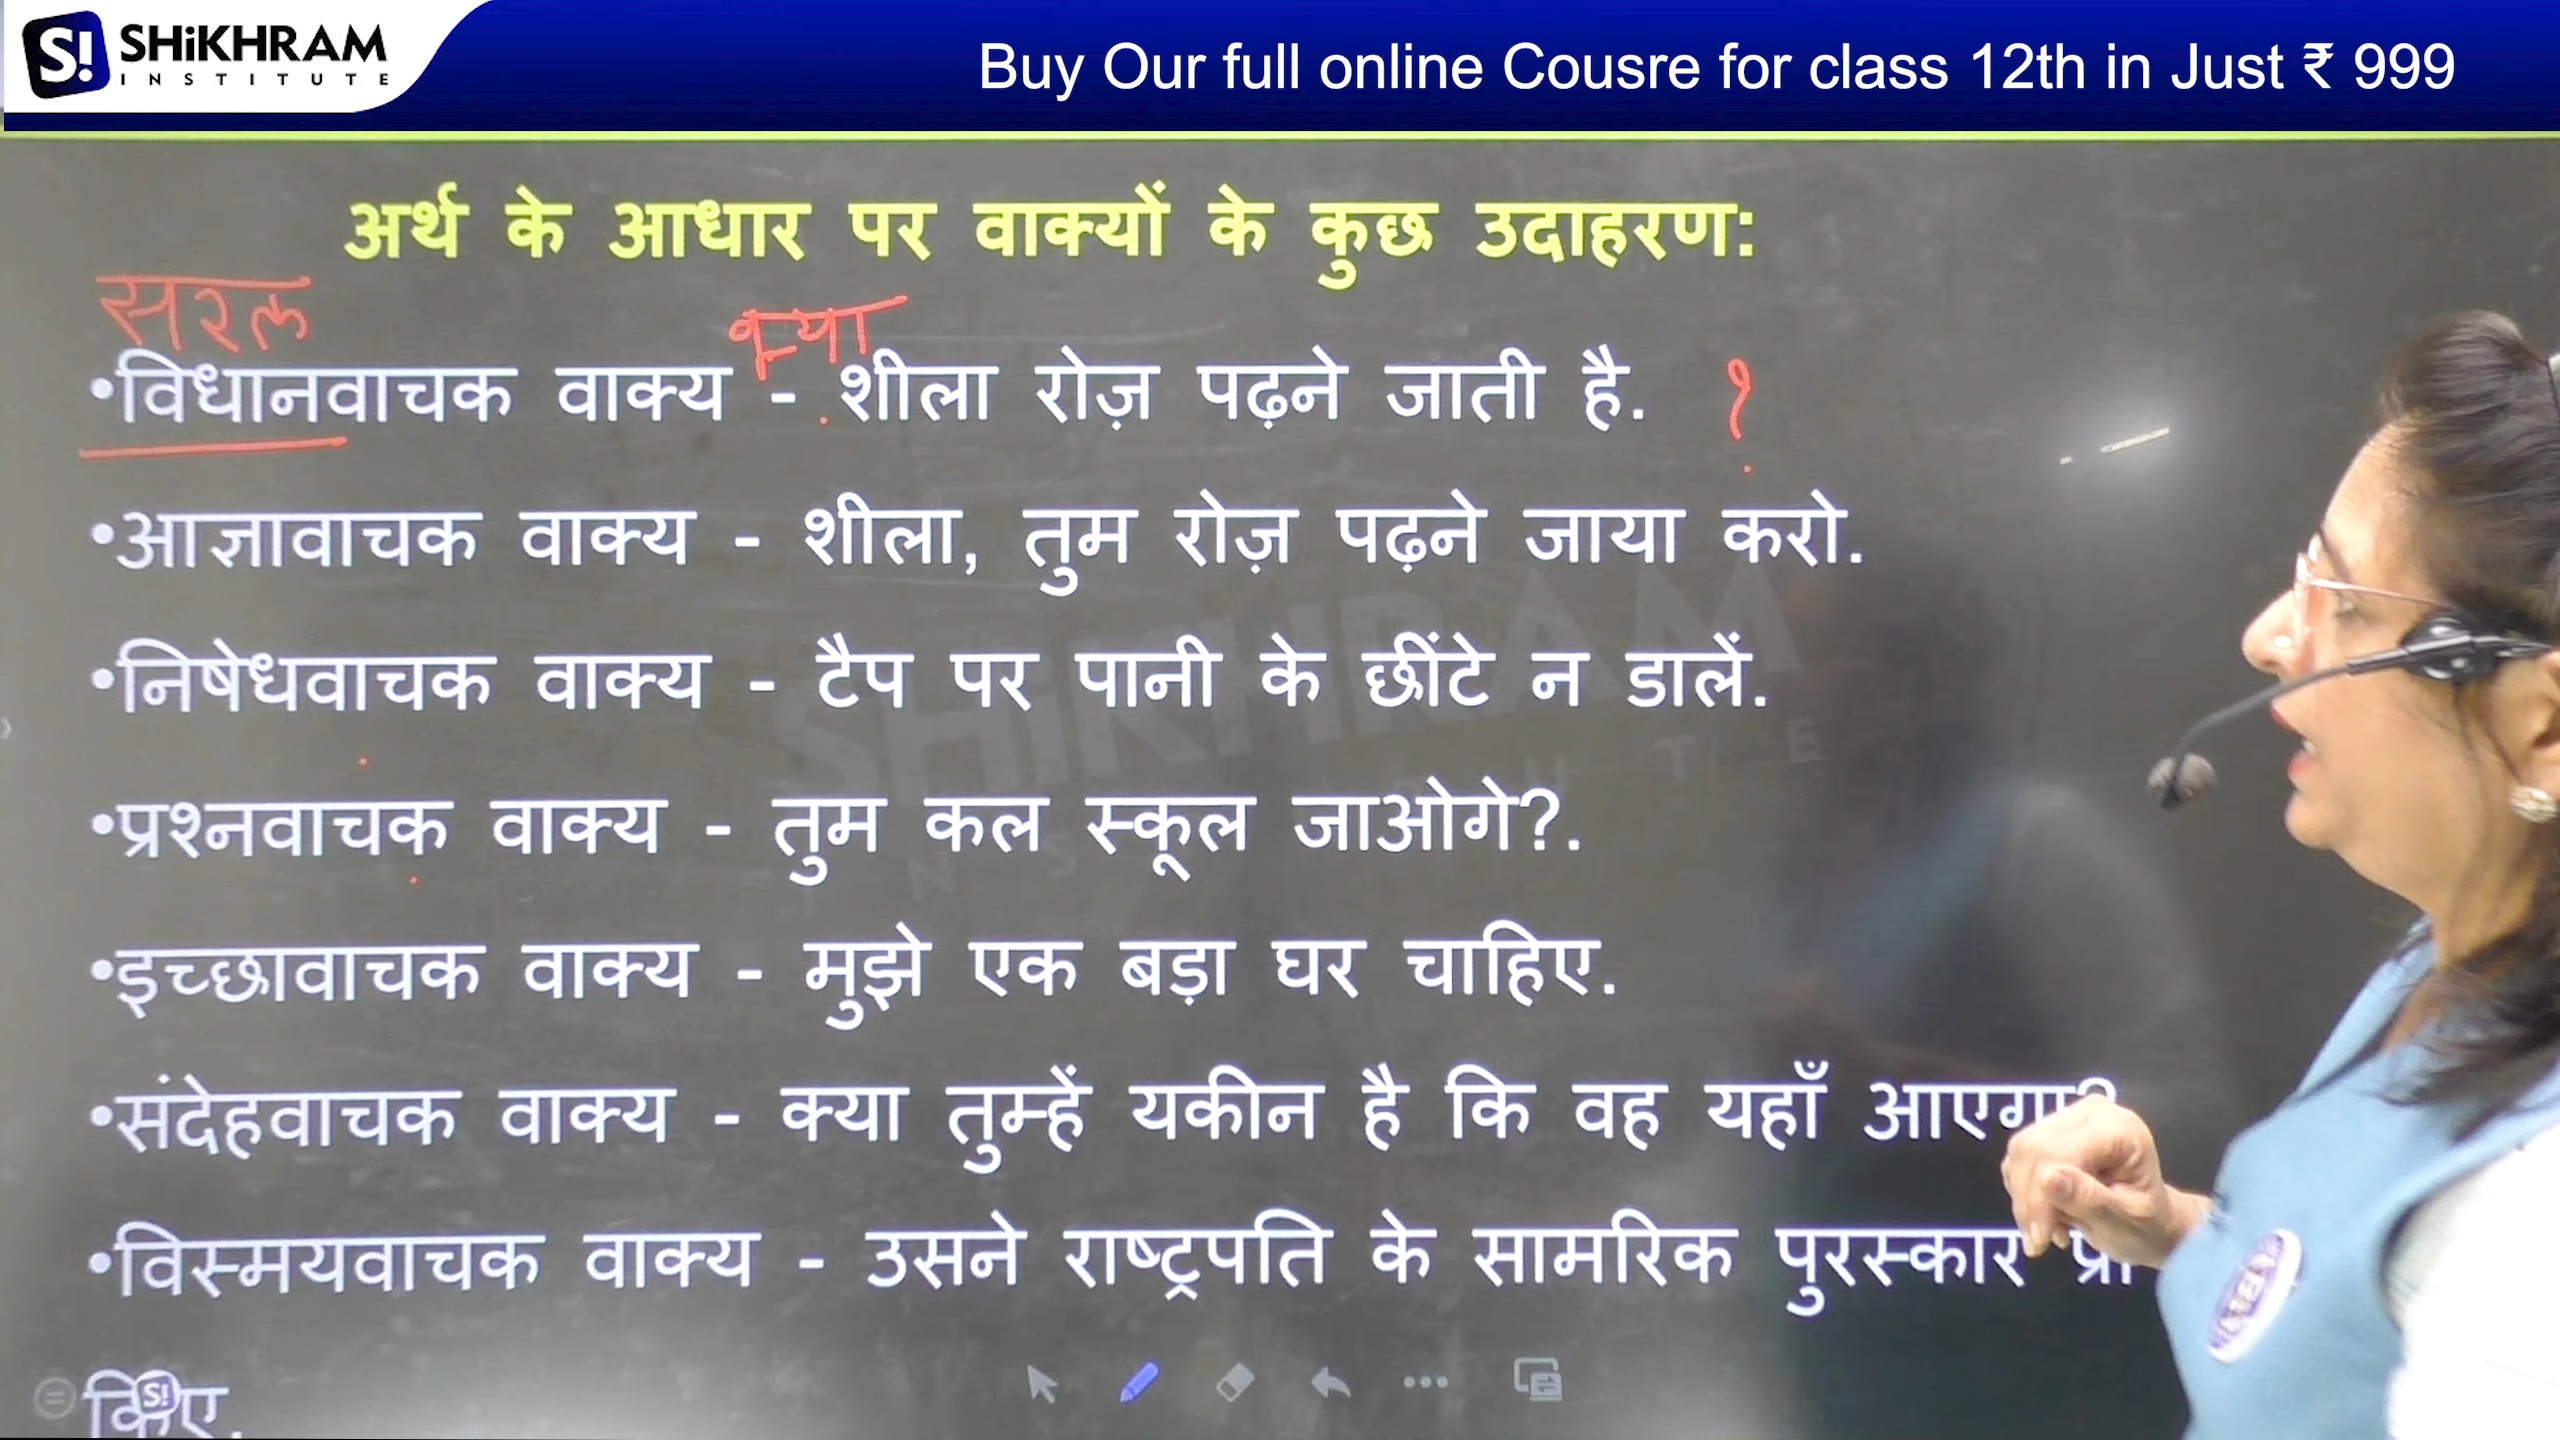 S! SHiKHRAM
INSTITUTE
Buy Our full online Cousre for class 12th in Just ₹ 999
अर्थ के आधार पर वाक्यों के कुछ उदाहरण:
सरल
क्या
•विधानवाचक वाक्य - शीला रोज़ पढ़ने जाती है. ?
•आज्ञावाचक वाक्य - शीला, तुम रोज़ पढ़ने जाया करो.
•निषेधवाचक वाक्य - टैप पर पानी के छींटे न डालें.
SHiKHRAM
•प्रश्नवाचक वाक्य - तुम कल स्कूल जाओगे?.
•इच्छावाचक वाक्य - मुझे एक बड़ा घर चाहिए.
•संदेहवाचक वाक्य - क्या तुम्हें यकीन है कि वह यहाँ आएगा?
•विस्मयवाचक वाक्य - उसने राष्ट्रपति के सामरिक पुरस्कार
किए.
S!